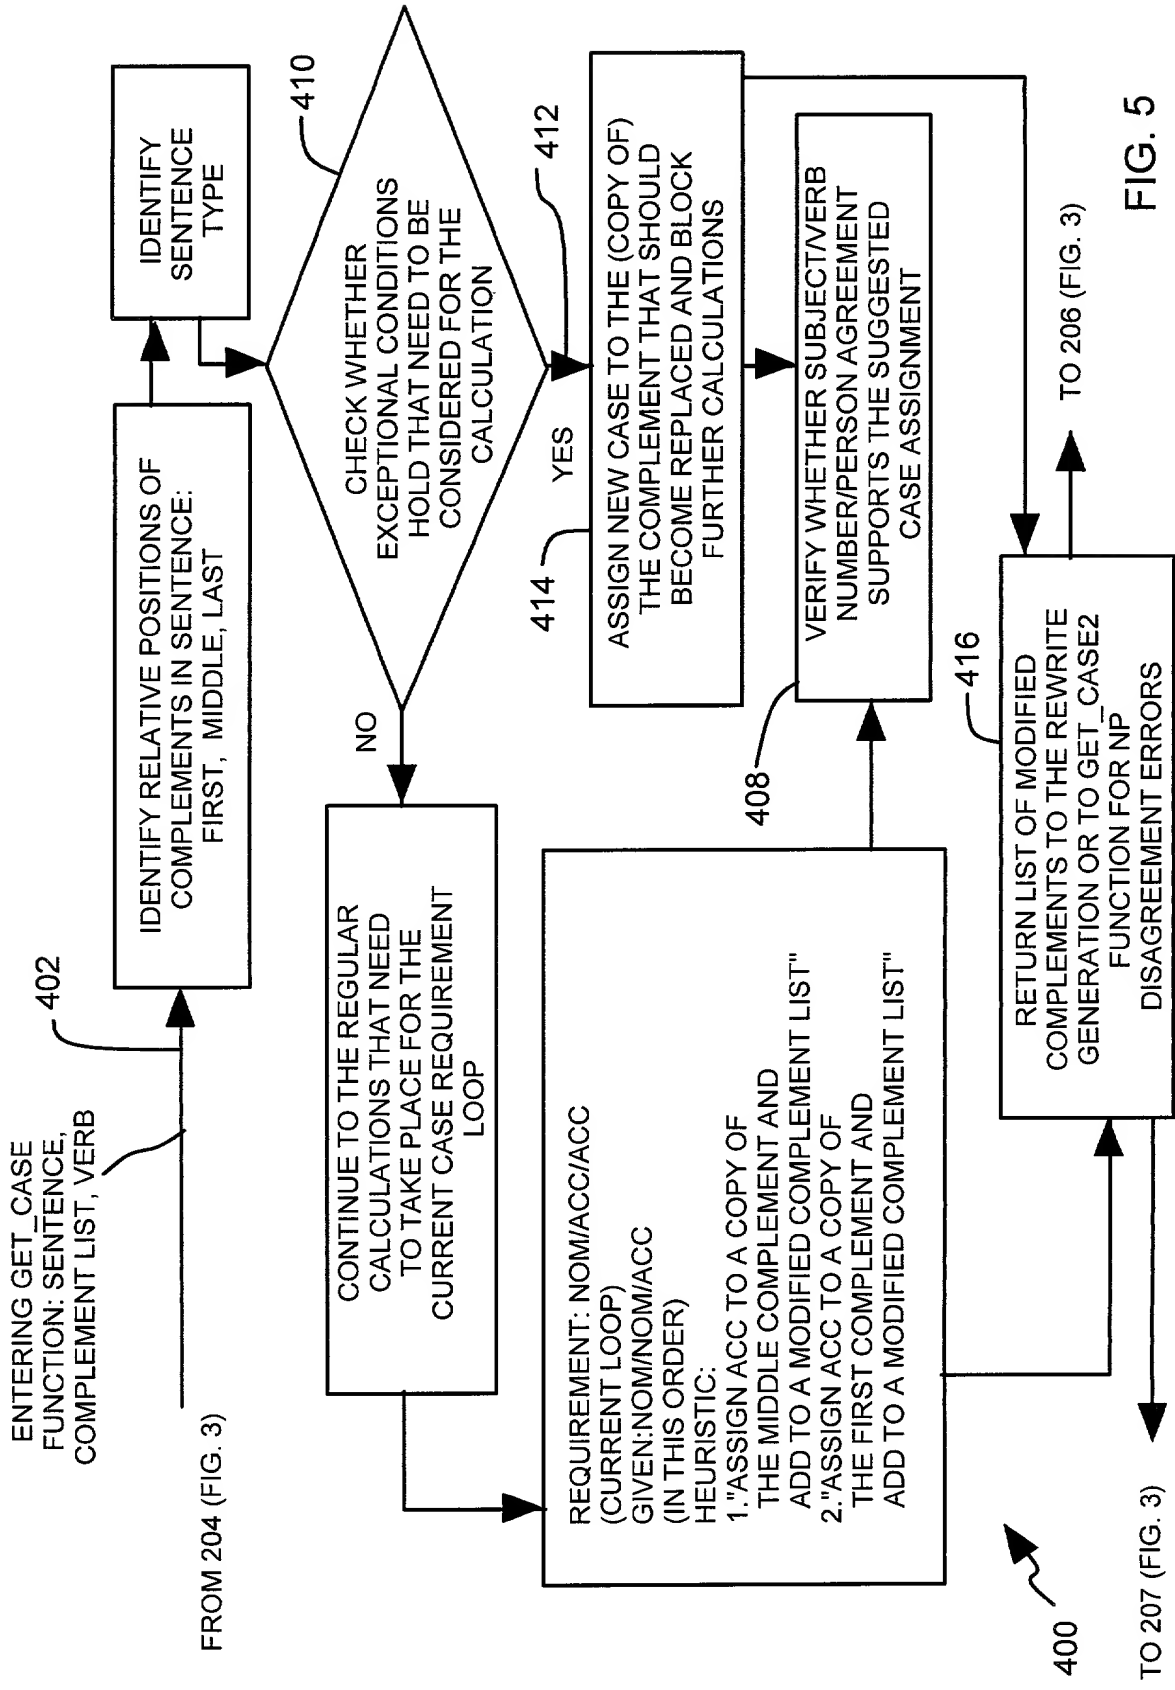 ENTERING GET_CASE
FUNCTION: SENTENCE,
COMPLEMENT LIST, VERB
402
FROM 204 (FIG. 3)
IDENTIFY RELATIVE POSITIONS OF
COMPLEMENTS IN SENTENCE:
FIRST, MIDDLE, LAST
IDENTIFY
SENTENCE
TYPE
410
CHECK WHETHER
EXCEPTIONAL CONDITIONS
HOLD THAT NEED TO BE
CONSIDERED FOR THE
CALCULATION
NO
YES
412
CONTINUE TO THE REGULAR
CALCULATIONS THAT NEED
TO TAKE PLACE FOR THE
CURRENT CASE REQUIREMENT
LOOP
414
ASSIGN NEW CASE TO THE (COPY OF)
THE COMPLEMENT THAT SHOULD
BECOME REPLACED AND BLOCK
FURTHER CALCULATIONS
REQUIREMENT: NOM/ACC/ACC
(CURRENT LOOP)
GIVEN:NOM/NOM/ACC
(IN THIS ORDER)
HEURISTIC:
1."ASSIGN ACC TO A COPY OF
THE MIDDLE COMPLEMENT AND
ADD TO A MODIFIED COMPLEMENT LIST"
2."ASSIGN ACC TO A COPY OF
THE FIRST COMPLEMENT AND
ADD TO A MODIFIED COMPLEMENT LIST"
408
VERIFY WHETHER SUBJECT/VERB
NUMBER/PERSON AGREEMENT
SUPPORTS THE SUGGESTED
CASE ASSIGNMENT
416
RETURN LIST OF MODIFIED
COMPLEMENTS TO THE REWRITE
GENERATION OR TO GET_CASE2
FUNCTION FOR NP
DISAGREEMENT ERRORS
TO 206 (FIG. 3)
400
TO 207 (FIG. 3)
FIG. 5